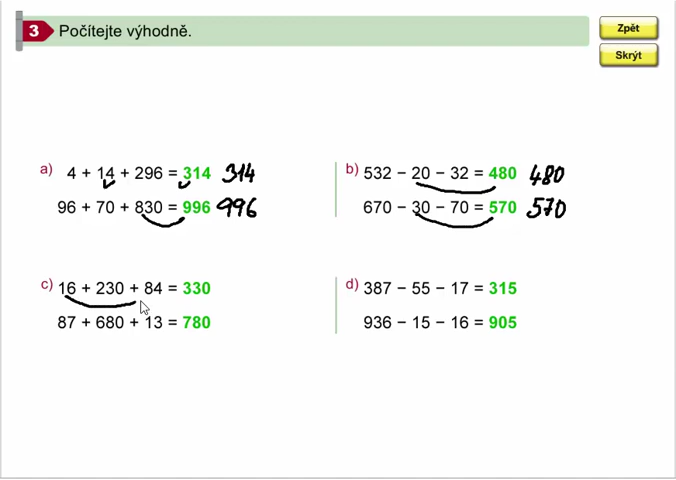 3 Počítejte výhodně.
Zpět
Skrýt
a) 4 + 14 + 296 = 314 314
96 + 70 + 830 = 996 996
b) 532 − 20 − 32 = 480 480
670 − 30 − 70 = 570 570
c) 16 + 230 + 84 = 330
87 + 680 + 13 = 780
d) 387 − 55 − 17 = 315
936 − 15 − 16 = 905